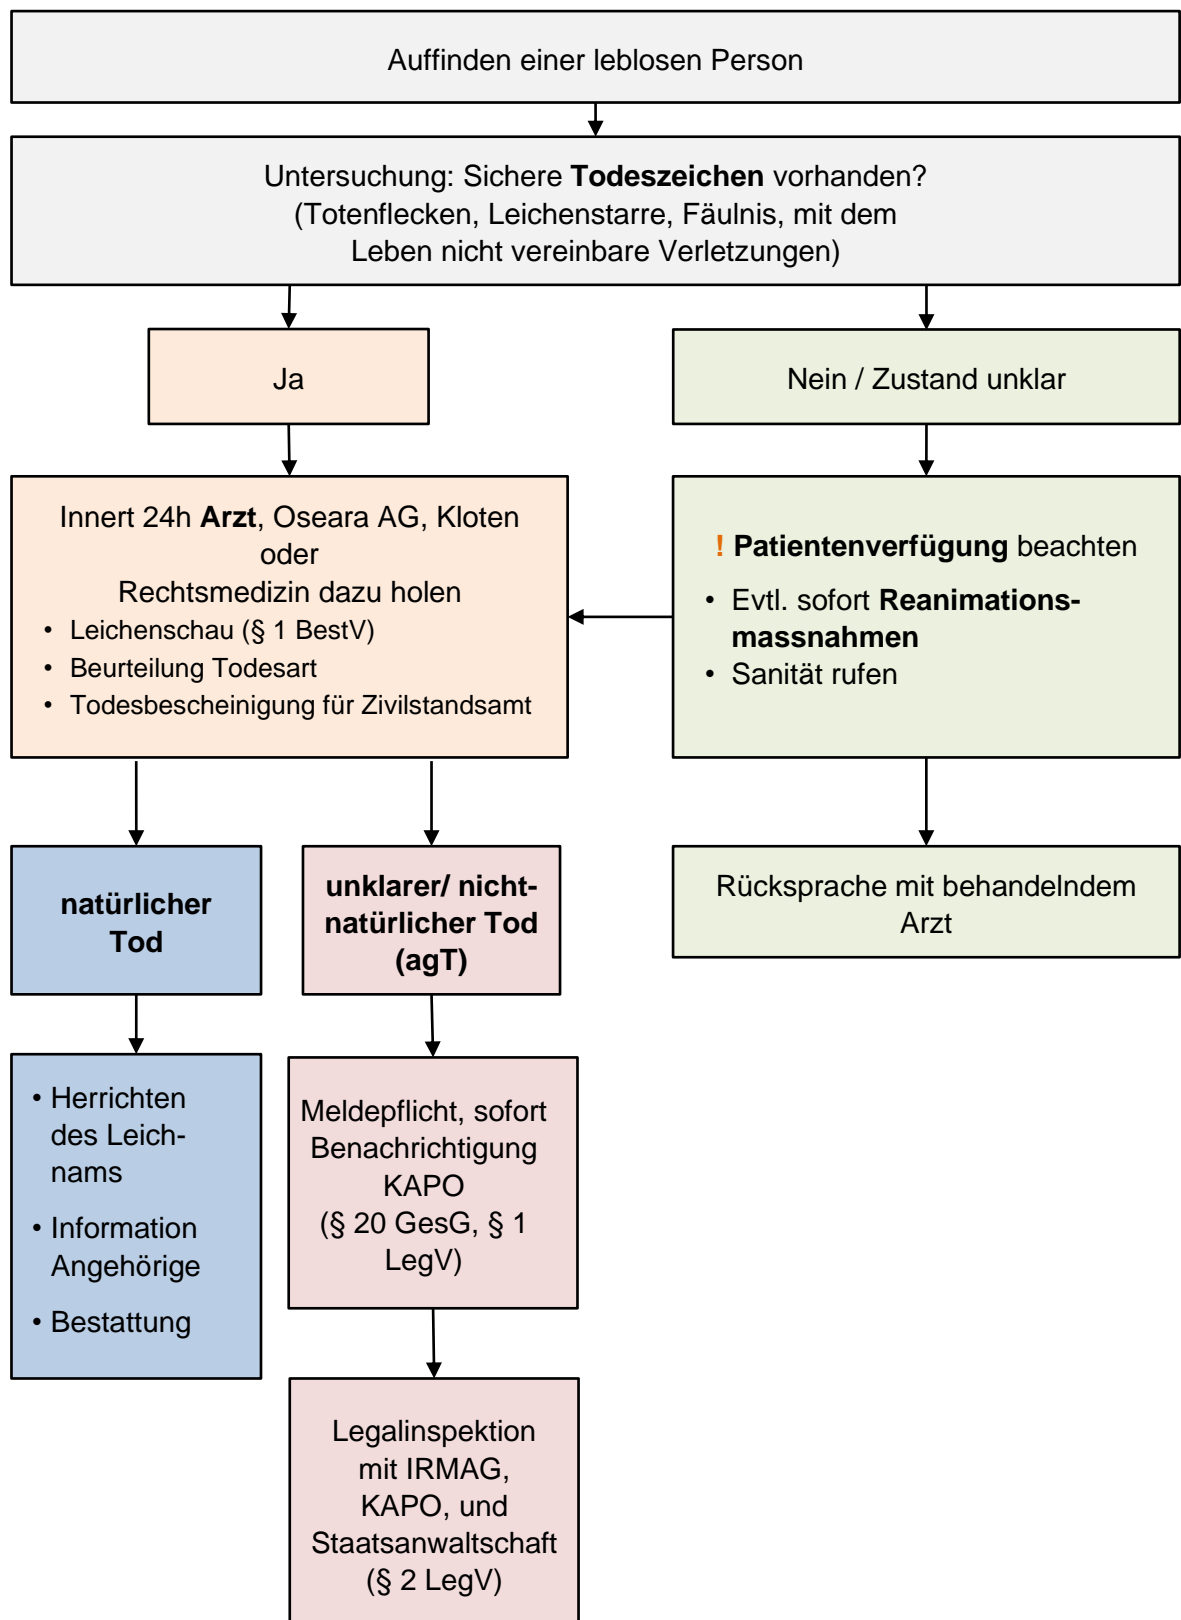 Auffinden einer leblosen Person
Untersuchung: Sichere Todeszeichen vorhanden?
(Totenflecken, Leichenstarre, Fäulnis, mit dem
Leben nicht vereinbare Verletzungen)
Ja
Nein / Zustand unklar
Innert 24h Arzt, Oseara AG, Kloten
oder
Rechtsmedizin dazu holen
• Leichenschau (§ 1 BestV)
• Beurteilung Todesart
• Todesbescheinigung für Zivilstandsamt
! Patientenverfügung beachten
• Evtl. sofort Reanimations-
massnahmen
• Sanität rufen
natürlicher
Tod
unklarer/ nicht-
natürlicher Tod
(agT)
Rücksprache mit behandelndem
Arzt
• Herrichten
des Leich-
nams
• Information
Angehörige
• Bestattung
Meldepflicht, sofort
Benachrichtigung
KAPO
(§ 20 GesG, § 1
LegV)
Legalinspektion
mit IRMAG,
KAPO, und
Staatsanwaltschaft
(§ 2 LegV)